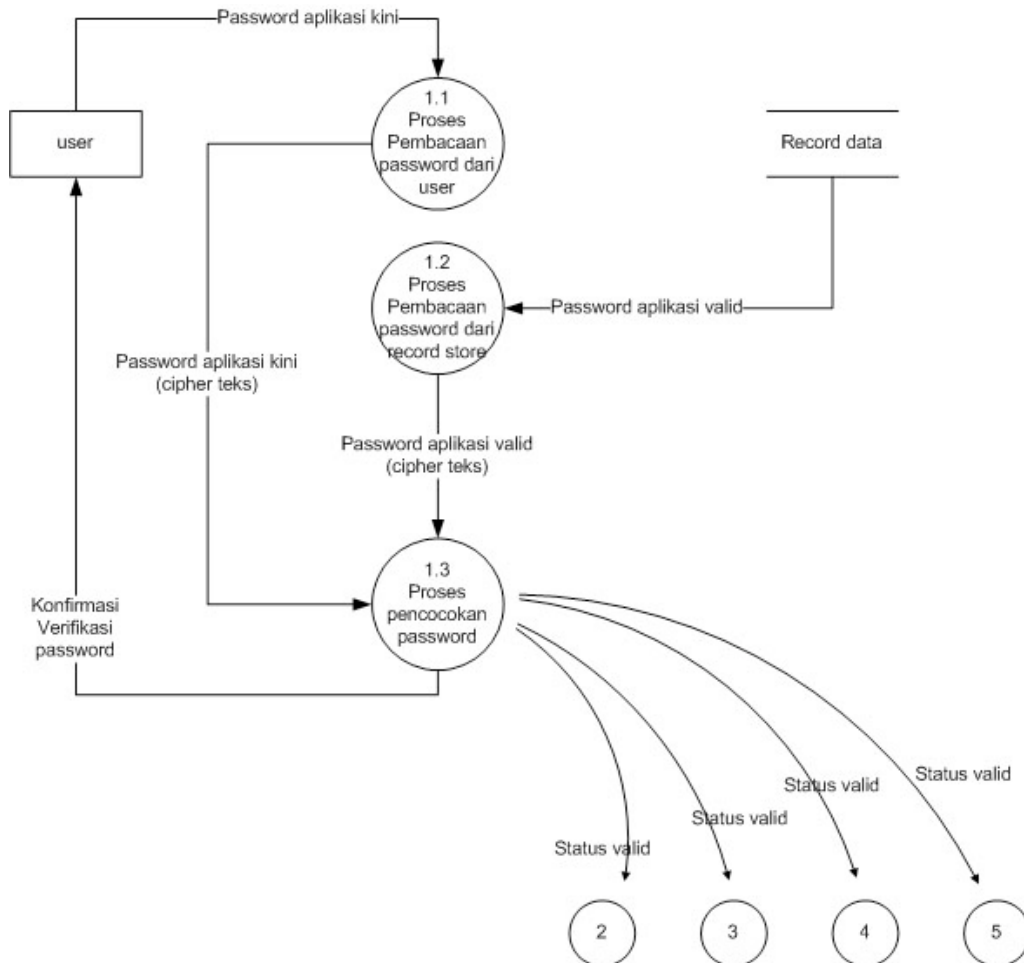 Password aplikasi kini
user
1.1
Proses
Pembacaan
password dari
user
Record data
1.2
Proses
Pembacaan
password dari
record store
Password aplikasi valid
Password aplikasi kini
(cipher teks)
Password aplikasi valid
(cipher teks)
1.3
Proses
pencocokan
password
Konfirmasi
Verifikasi
password
Status valid
Status valid
Status valid
Status valid
2
3
4
5